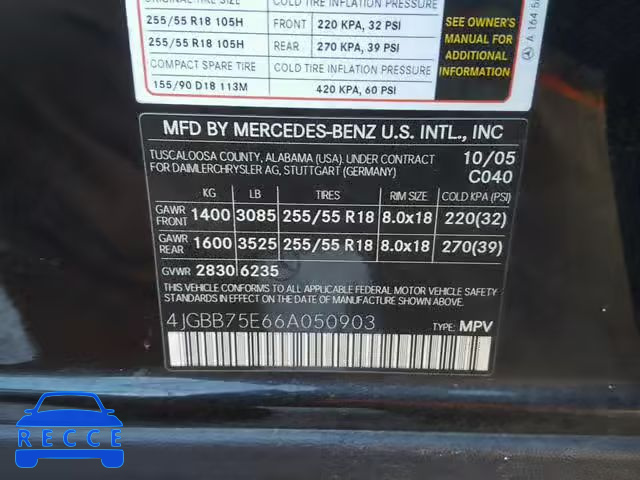 ORIGINAL TIRE COLD TIRE INFLATION PRESSURE
255/55 R18 105H FRONT 220 KPA, 32 PSI
255/55 R18 105H REAR 270 KPA, 39 PSI
COMPACT SPARE TIRE COLD TIRE INFLATION PRESSURE
155/90 D18 113M 420 KPA, 60 PSI
SEE OWNER'S
MANUAL FOR
ADDITIONAL
INFORMATION
A 164
MFD BY MERCEDES-BENZ U.S. INTL., INC
TUSCALOOSA COUNTY, ALABAMA (USA). UNDER CONTRACT
FOR DAIMLERCHRYSLER AG, STUTTGART (GERMANY)
10/05
C040
KG LB TIRES RIM SIZE COLD KPA (PSI)
GAWR FRONT 1400 3085 255/55 R18 8.0x18 220(32)
GAWR REAR 1600 3525 255/55 R18 8.0x18 270(39)
GVWR 2830 6235
THIS VEHICLE CONFORMS TO ALL APPLICABLE FEDERAL MOTOR VEHICLE SAFETY
AND THEFT PREVENTION STANDARDS IN EFFECT ON THE DATE OF MANUFACTURE SHOWN ABOVE.
4JGBB75E66A050903 TYPE: MPV
RECCE